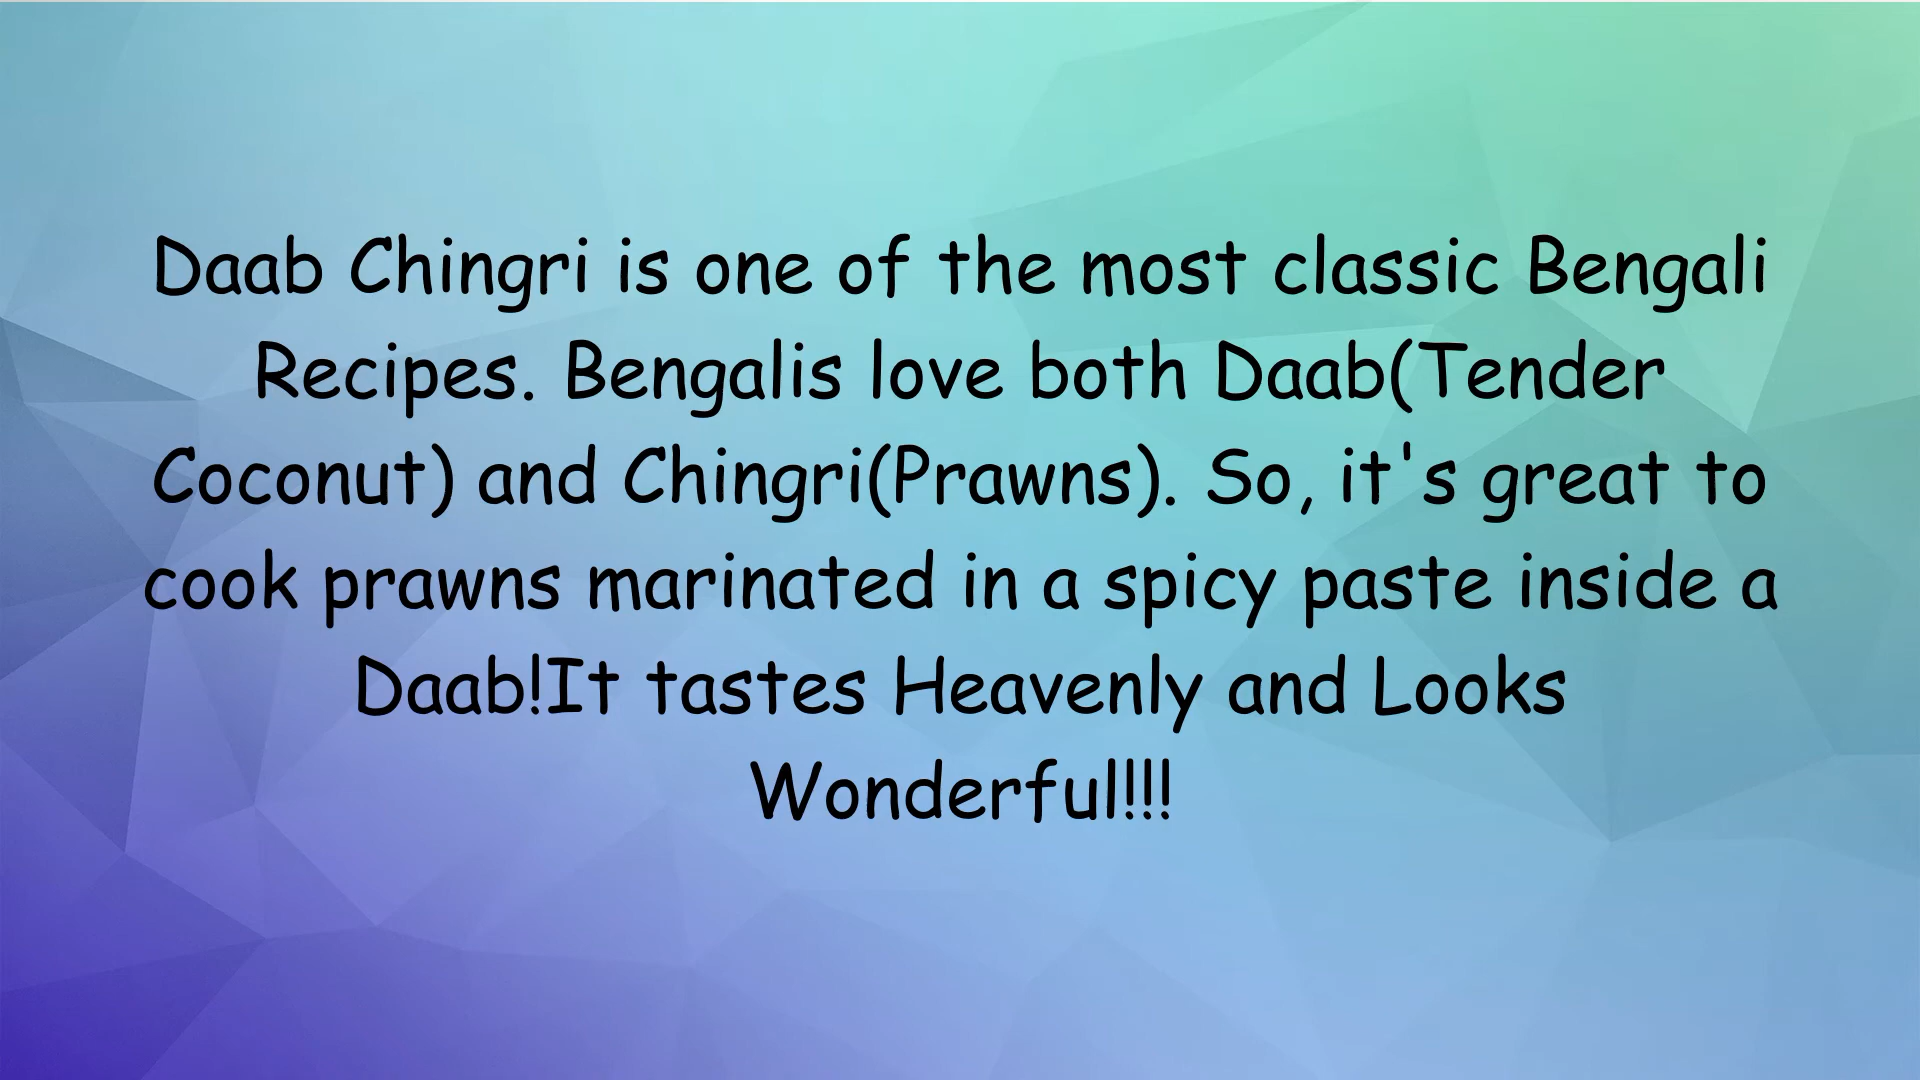 Daab Chingri is one of the most classic Bengali
Recipes. Bengalis love both Daab(Tender
Coconut) and Chingri(Prawns). So, it's great to
cook prawns marinated in a spicy paste inside a
Daab!It tastes Heavenly and Looks
Wonderful!!!